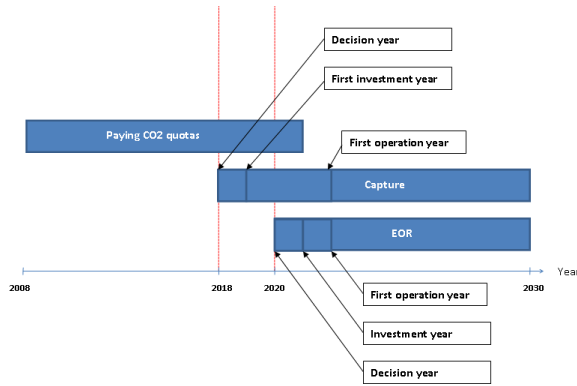 Decision year
First investment year
Paying CO2 quotas
First operation year
Capture
EOR
Year
2008
2018
2020
2030
First operation year
Investment year
Decision year